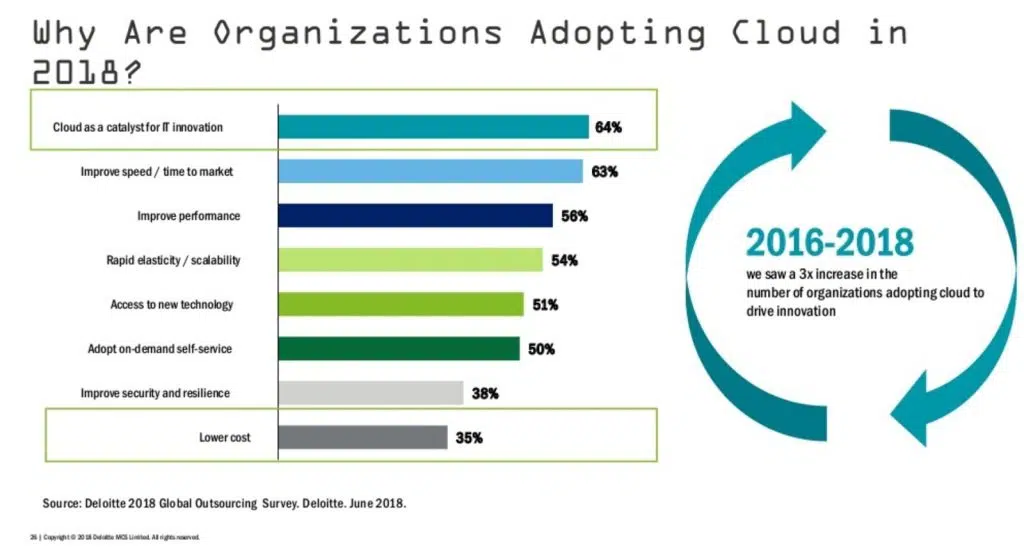 Why Are Organizations Adopting Cloud in
2018?
Cloud as a catalyst for IT innovation
64%
Improve speed / time to market
63%
Improve performance
56%
Rapid elasticity / scalability
54%
Access to new technology
51%
Adopt on-demand self-service
50%
Improve security and resilience
38%
Lower cost
35%
2016-2018
we saw a 3x increase in the
number of organizations adopting cloud to
drive innovation
Source: Deloitte 2018 Global Outsourcing Survey. Deloitte. June 2018.
26 | Copyright © 2018 Deloitte MCS Limited. All rights reserved.